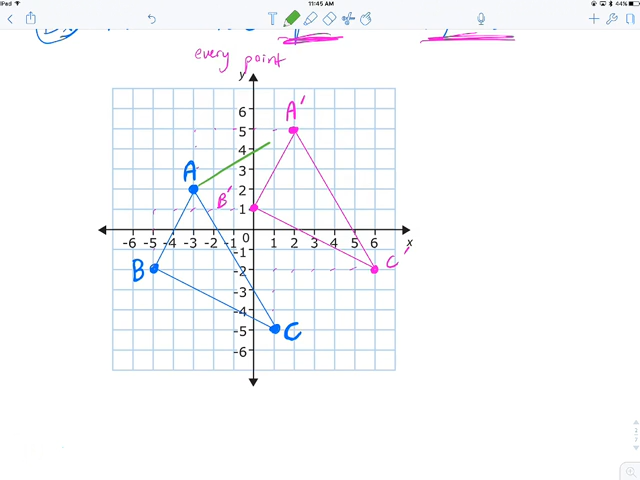 iPad
11:45 AM
44%
every point
y
6
A'
5
4
A
3
2
B'
1
-6 -5 -4 -3 -2 -1 0 1 2 3 4 5 6 x
-1
C'
B
-2
-3
-4
-5
C
-6